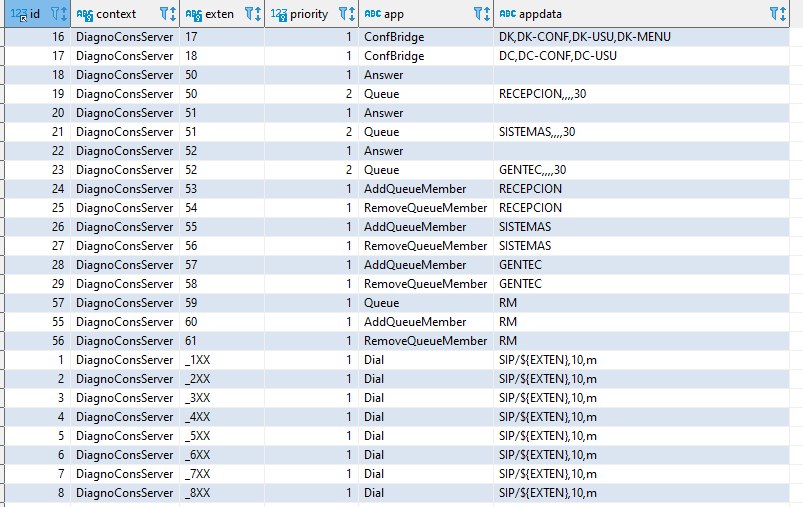 123 id ABC context ABC exten 123 priority ABC app ABC appdata
16 DiagnoConsServer 17 1 ConfBridge DK,DK-CONF,DK-USU,DK-MENU
17 DiagnoConsServer 18 1 ConfBridge DC,DC-CONF,DC-USU
18 DiagnoConsServer 50 1 Answer
19 DiagnoConsServer 50 2 Queue RECEPCION,,,,30
20 DiagnoConsServer 51 1 Answer
21 DiagnoConsServer 51 2 Queue SISTEMAS,,,,30
22 DiagnoConsServer 52 1 Answer
23 DiagnoConsServer 52 2 Queue GENTEC,,,,30
24 DiagnoConsServer 53 1 AddQueueMember RECEPCION
25 DiagnoConsServer 54 1 RemoveQueueMember RECEPCION
26 DiagnoConsServer 55 1 AddQueueMember SISTEMAS
27 DiagnoConsServer 56 1 RemoveQueueMember SISTEMAS
28 DiagnoConsServer 57 1 AddQueueMember GENTEC
29 DiagnoConsServer 58 1 RemoveQueueMember GENTEC
57 DiagnoConsServer 59 1 Queue RM
55 DiagnoConsServer 60 1 AddQueueMember RM
56 DiagnoConsServer 61 1 RemoveQueueMember RM
1 DiagnoConsServer _1XX 1 Dial SIP/${EXTEN},10,m
2 DiagnoConsServer _2XX 1 Dial SIP/${EXTEN},10,m
3 DiagnoConsServer _3XX 1 Dial SIP/${EXTEN},10,m
4 DiagnoConsServer _4XX 1 Dial SIP/${EXTEN},10,m
5 DiagnoConsServer _5XX 1 Dial SIP/${EXTEN},10,m
6 DiagnoConsServer _6XX 1 Dial SIP/${EXTEN},10,m
7 DiagnoConsServer _7XX 1 Dial SIP/${EXTEN},10,m
8 DiagnoConsServer _8XX 1 Dial SIP/${EXTEN},10,m